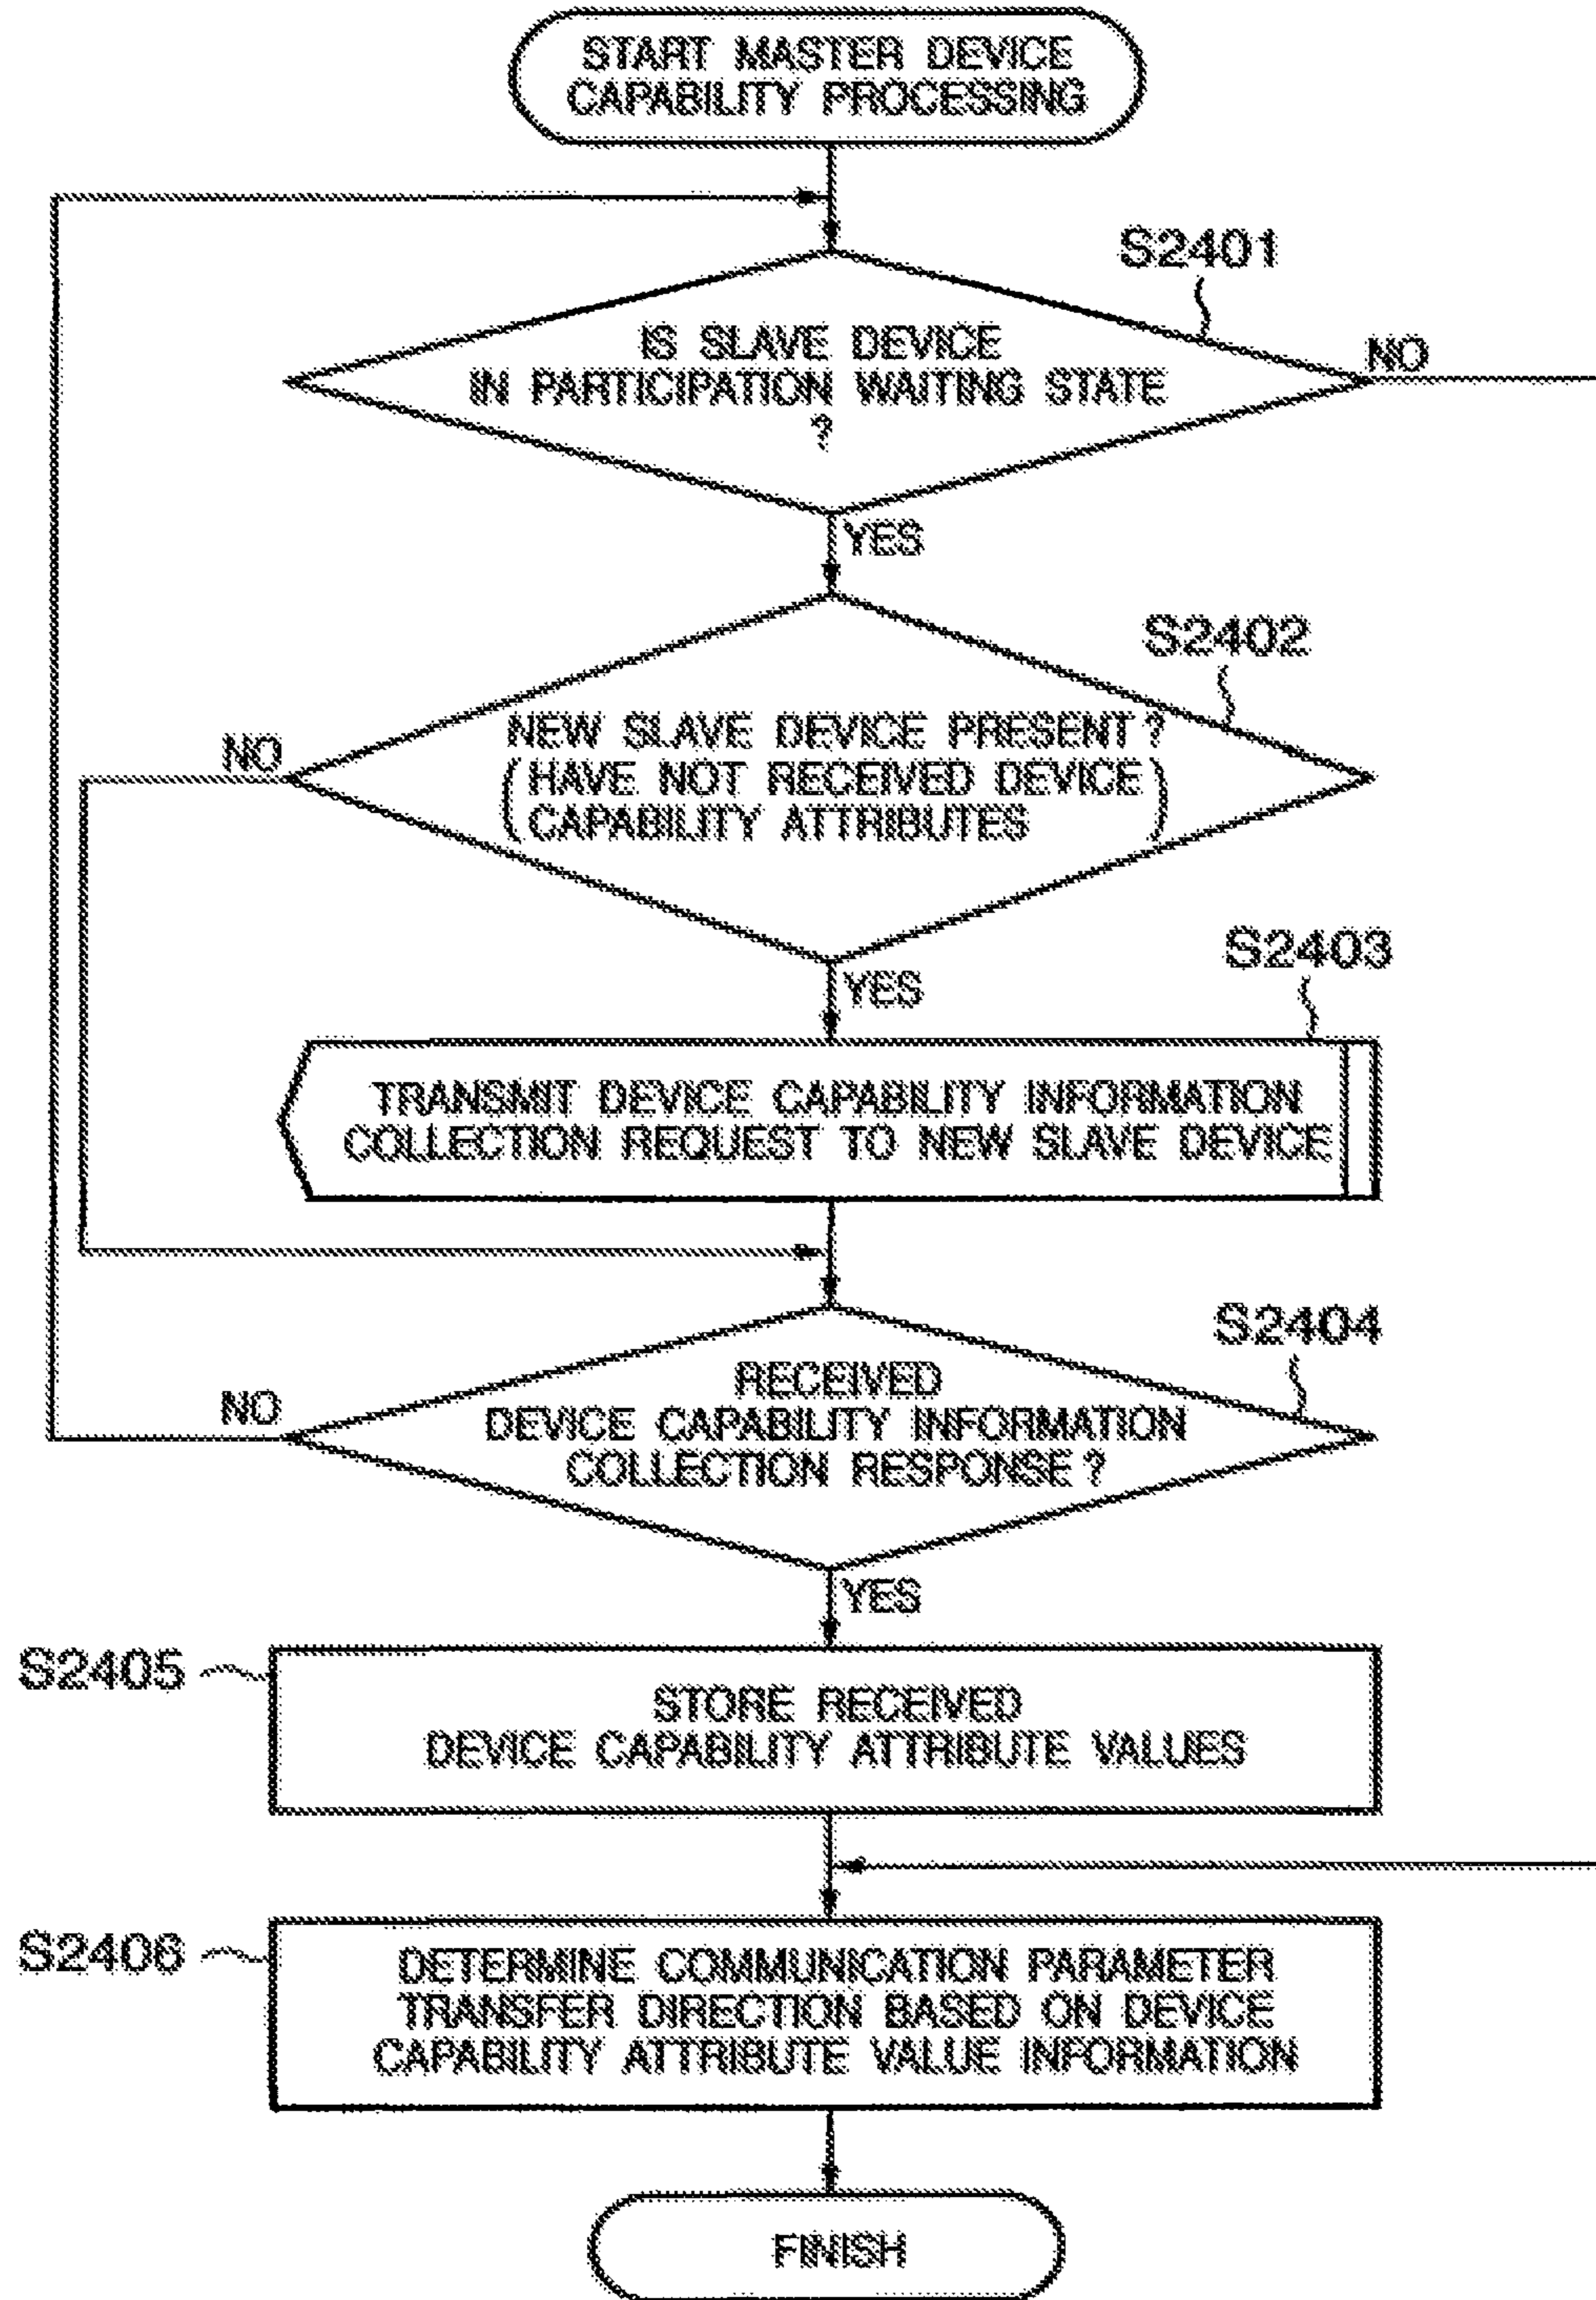 START MASTER DEVICE
CAPABILITY PROCESSING
S2401
IS SLAVE DEVICE
IN PARTICIPATION WAITING STATE
?
NO
YES
S2402
NEW SLAVE DEVICE PRESENT?
(HAVE NOT RECEIVED DEVICE
CAPABILITY ATTRIBUTES)
NO
YES
S2403
TRANSMIT DEVICE CAPABILITY INFORMATION
COLLECTION REQUEST TO NEW SLAVE DEVICE
S2404
RECEIVED
DEVICE CAPABILITY INFORMATION
COLLECTION RESPONSE?
NO
YES
S2405
STORE RECEIVED
DEVICE CAPABILITY ATTRIBUTE VALUES
S2406
DETERMINE COMMUNICATION PARAMETER
TRANSFER DIRECTION BASED ON DEVICE
CAPABILITY ATTRIBUTE VALUE INFORMATION
FINISH